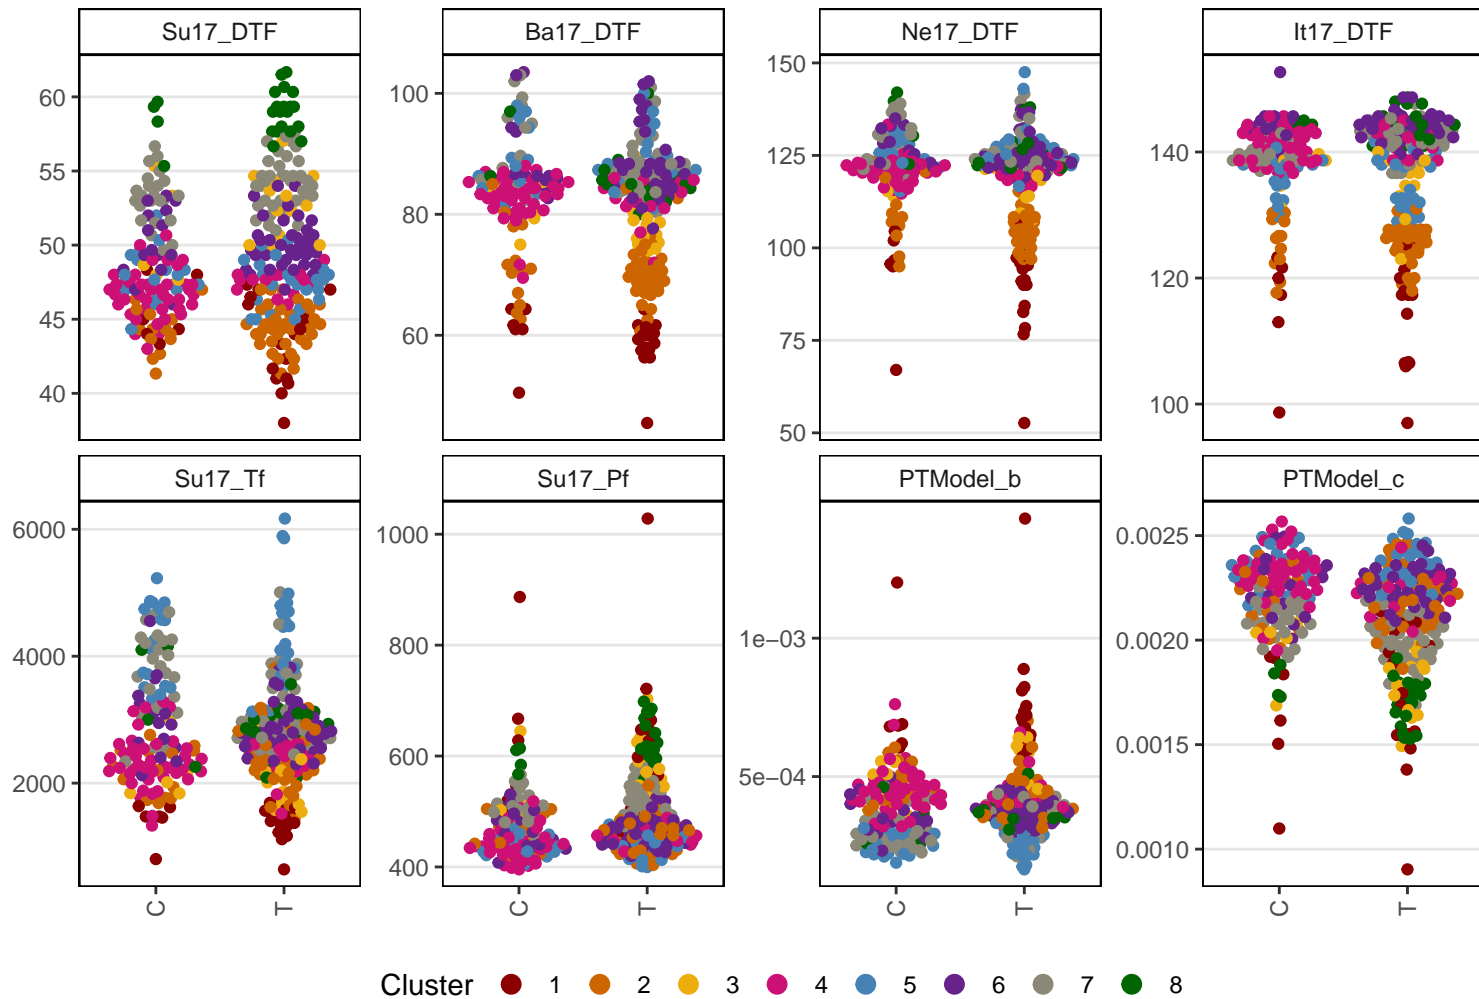 Su17_DTF
Ba17_DTF
Ne17_DTF
It17_DTF
60
55
50
45
40
100
80
60
150
125
100
75
50
140
120
100
Su17_Tf
Su17_Pf
PTModel_b
PTModel_c
6000
4000
2000
1000
800
600
400
1e−03
5e−04
0.0025
0.0020
0.0015
0.0010
C
T
C
T
C
T
C
T
Cluster 1 2 3 4 5 6 7 8